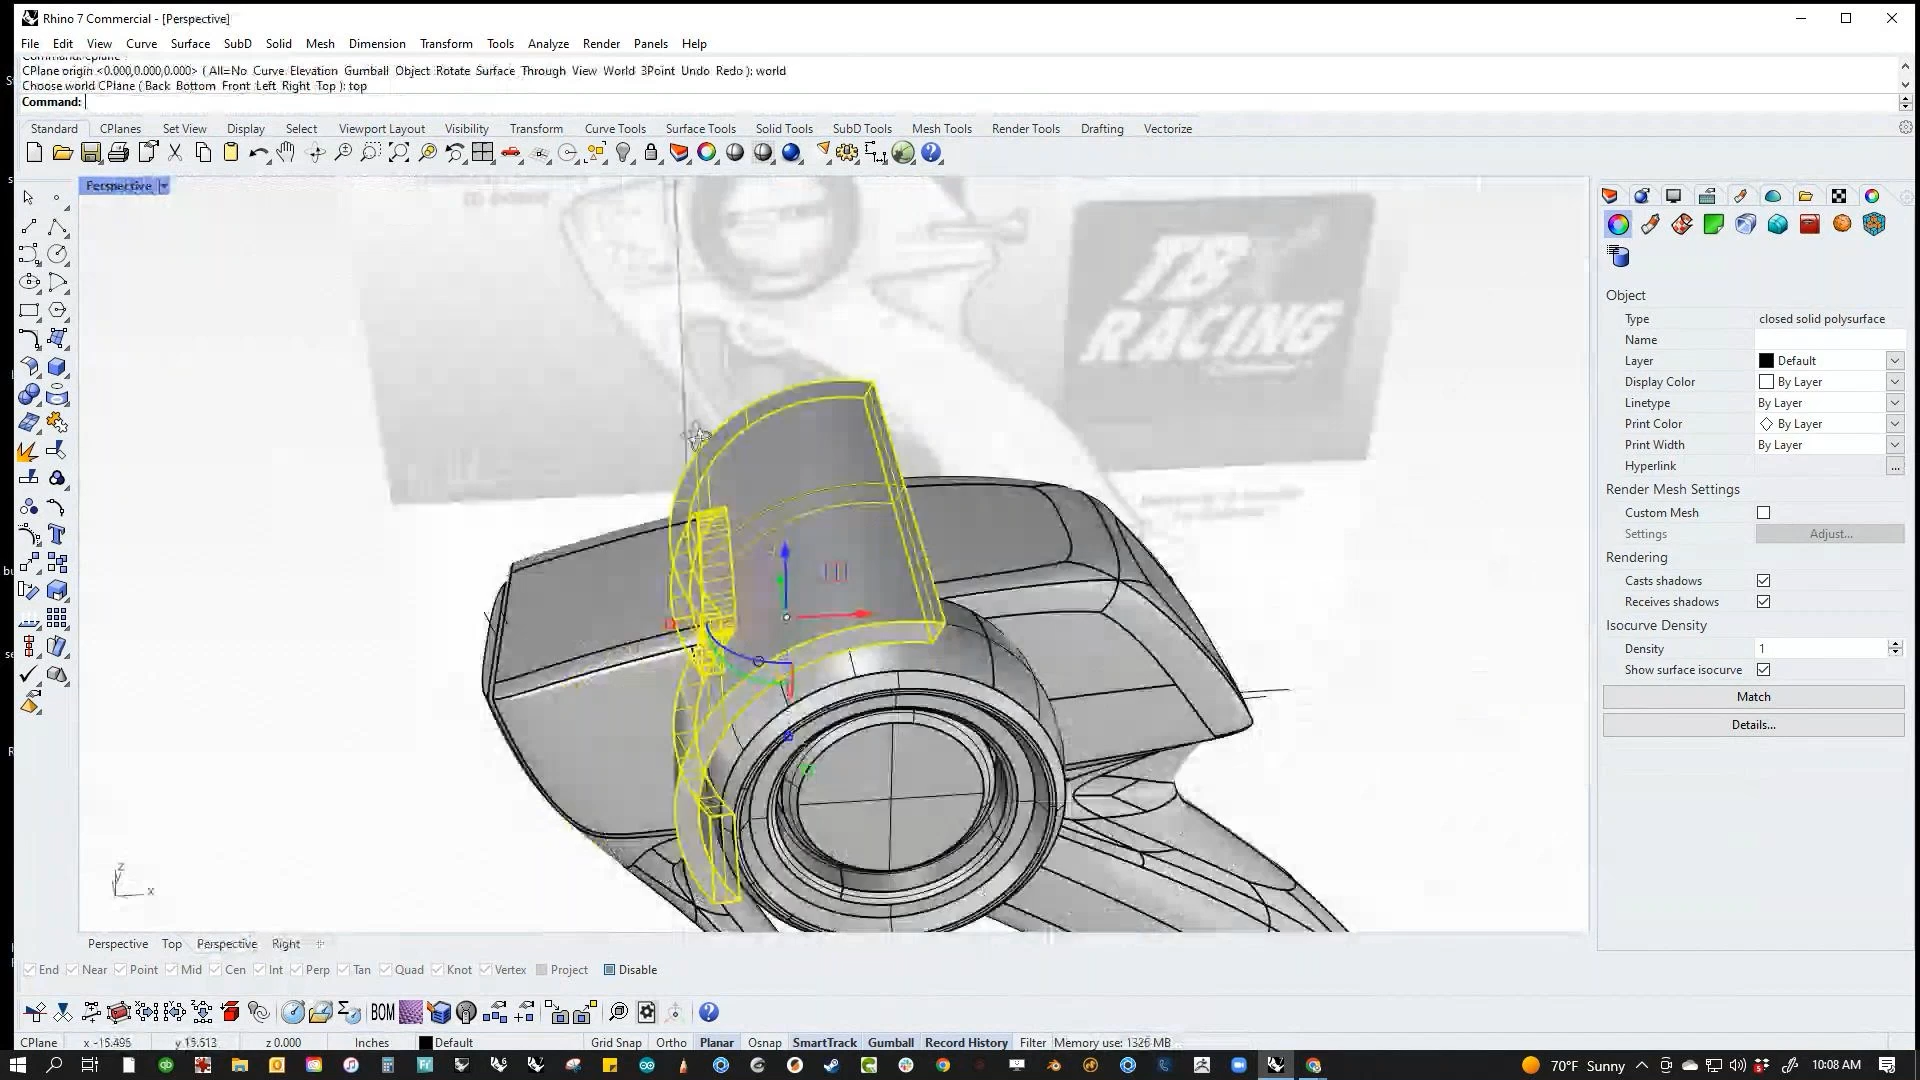 Rhino 7 Commercial - [Perspective]
File Edit View Curve Surface SubD Solid Mesh Dimension Transform Tools Analyze Render Panels Help
CPlane origin <0.000,0.000,0.000> ( All=No Curve Elevation Gumball Object Rotate Surface Through View World 3Point Undo Redo ): world
Choose world CPlane ( Back Bottom Front Left Right Top ): top
Command:
Standard CPlanes Set View Display Select Viewport Layout Visibility Transform Curve Tools Surface Tools Solid Tools SubD Tools Mesh Tools Render Tools Drafting Vectorize
Perspective
YB
RACING
Object
Type closed solid polysurface
Name
Layer Default
Display Color By Layer
Linetype By Layer
Print Color By Layer
Print Width By Layer
Hyperlink ...
Render Mesh Settings
Custom Mesh
Settings Adjust...
Rendering
Casts shadows
Receives shadows
Isocurve Density
Density 1
Show surface isocurve
Match
Details...
z
y
x
Perspective Top Perspective Right
End Near Point Mid Cen Int Perp Tan Quad Knot Vertex Project Disable
BOM
CPlane x -15.495 y 15.513 z 0.000 Inches Default Grid Snap Ortho Planar Osnap SmartTrack Gumball Record History Filter Memory use: 1326 MB
70°F Sunny 10:08 AM